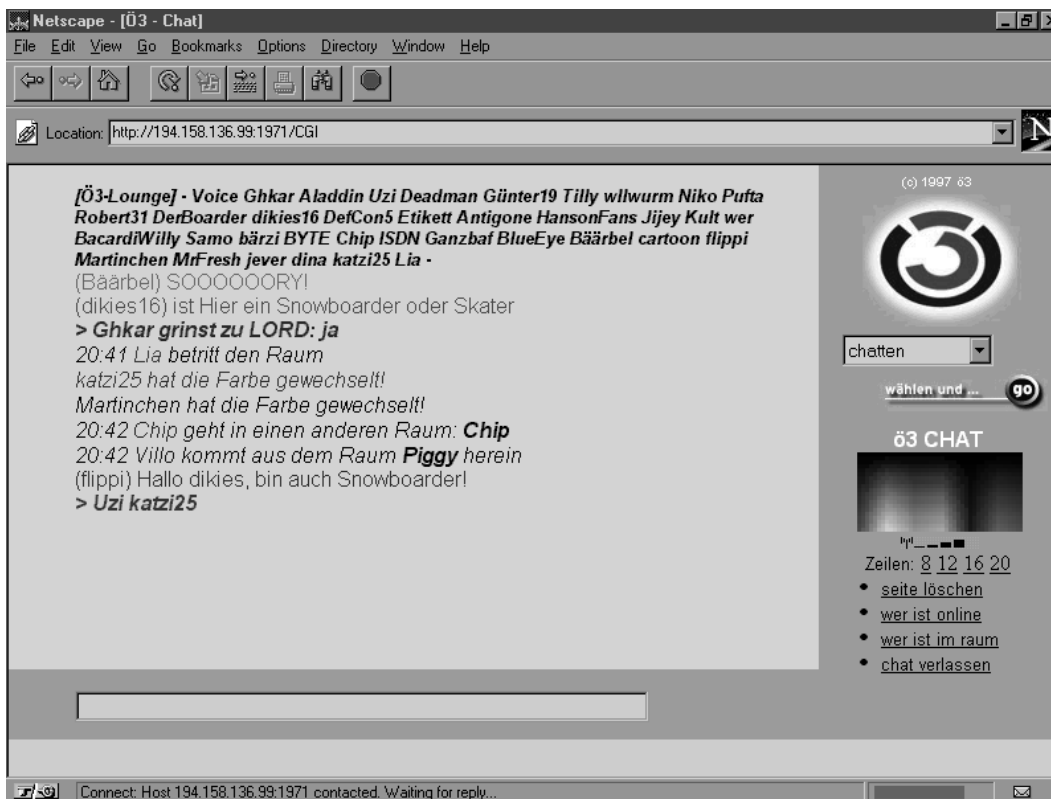 Netscape - [Ö3 - Chat]
File Edit View Go Bookmarks Options Directory Window Help
Location: http://194.158.136.99:1971/CGI
N
[Ö3-Lounge] - Voice Ghkar Aladdin Uzi Deadman Günter19 Tilly wllwurm Niko Pufta
Robert31 DerBoarder dikies16 DefCon5 Etikett Antigone HansonFans Jijey Kult wer
BacardiWilly Samo bärzi BYTE Chip ISDN Ganzbaf BlueEye Bäärbel cartoon flippi
Martinchen MrFresh jever dina katzi25 Lia -
(Bäärbel) SOOOOOORY!
(dikies16) ist Hier ein Snowboarder oder Skater
> Ghkar grinst zu LORD: ja
20:41 Lia betritt den Raum
katzi25 hat die Farbe gewechselt!
Martinchen hat die Farbe gewechselt!
20:42 Chip geht in einen anderen Raum: Chip
20:42 Villo kommt aus dem Raum Piggy herein
(flippi) Hallo dikies, bin auch Snowboarder!
> Uzi katzi25
(c) 1997 ö3
chatten
wählen und ... go
ö3 CHAT
Zeilen: 8 12 16 20
seite löschen
wer ist online
wer ist im raum
chat verlassen
Connect: Host 194.158.136.99:1971 contacted. Waiting for reply...